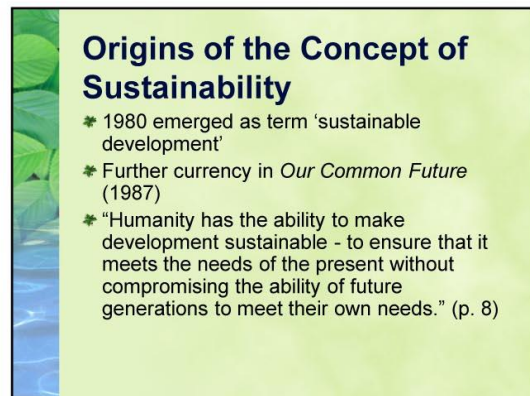 Origins of the Concept of
Sustainability
1980 emerged as term ‘sustainable
development’
Further currency in Our Common Future
(1987)
“Humanity has the ability to make
development sustainable - to ensure that it
meets the needs of the present without
compromising the ability of future
generations to meet their own needs.” (p. 8)